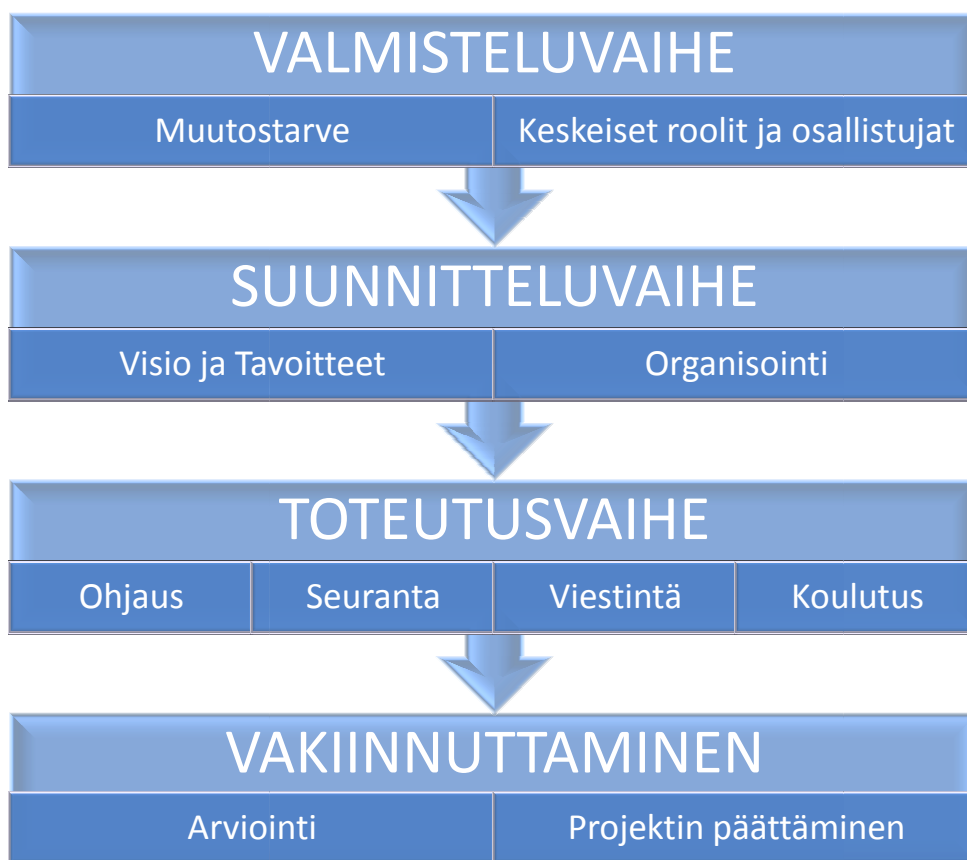 VALMISTELUVAIHE
Muutostarve
Keskeiset roolit ja osallistujat
SUUNNITTELUVAIHE
Visio ja Tavoitteet
Organisointi
TOTEUTUSVAIHE
Ohjaus
Seuranta
Viestintä
Koulutus
VAKIINNUTTAMINEN
Arviointi
Projektin päättäminen